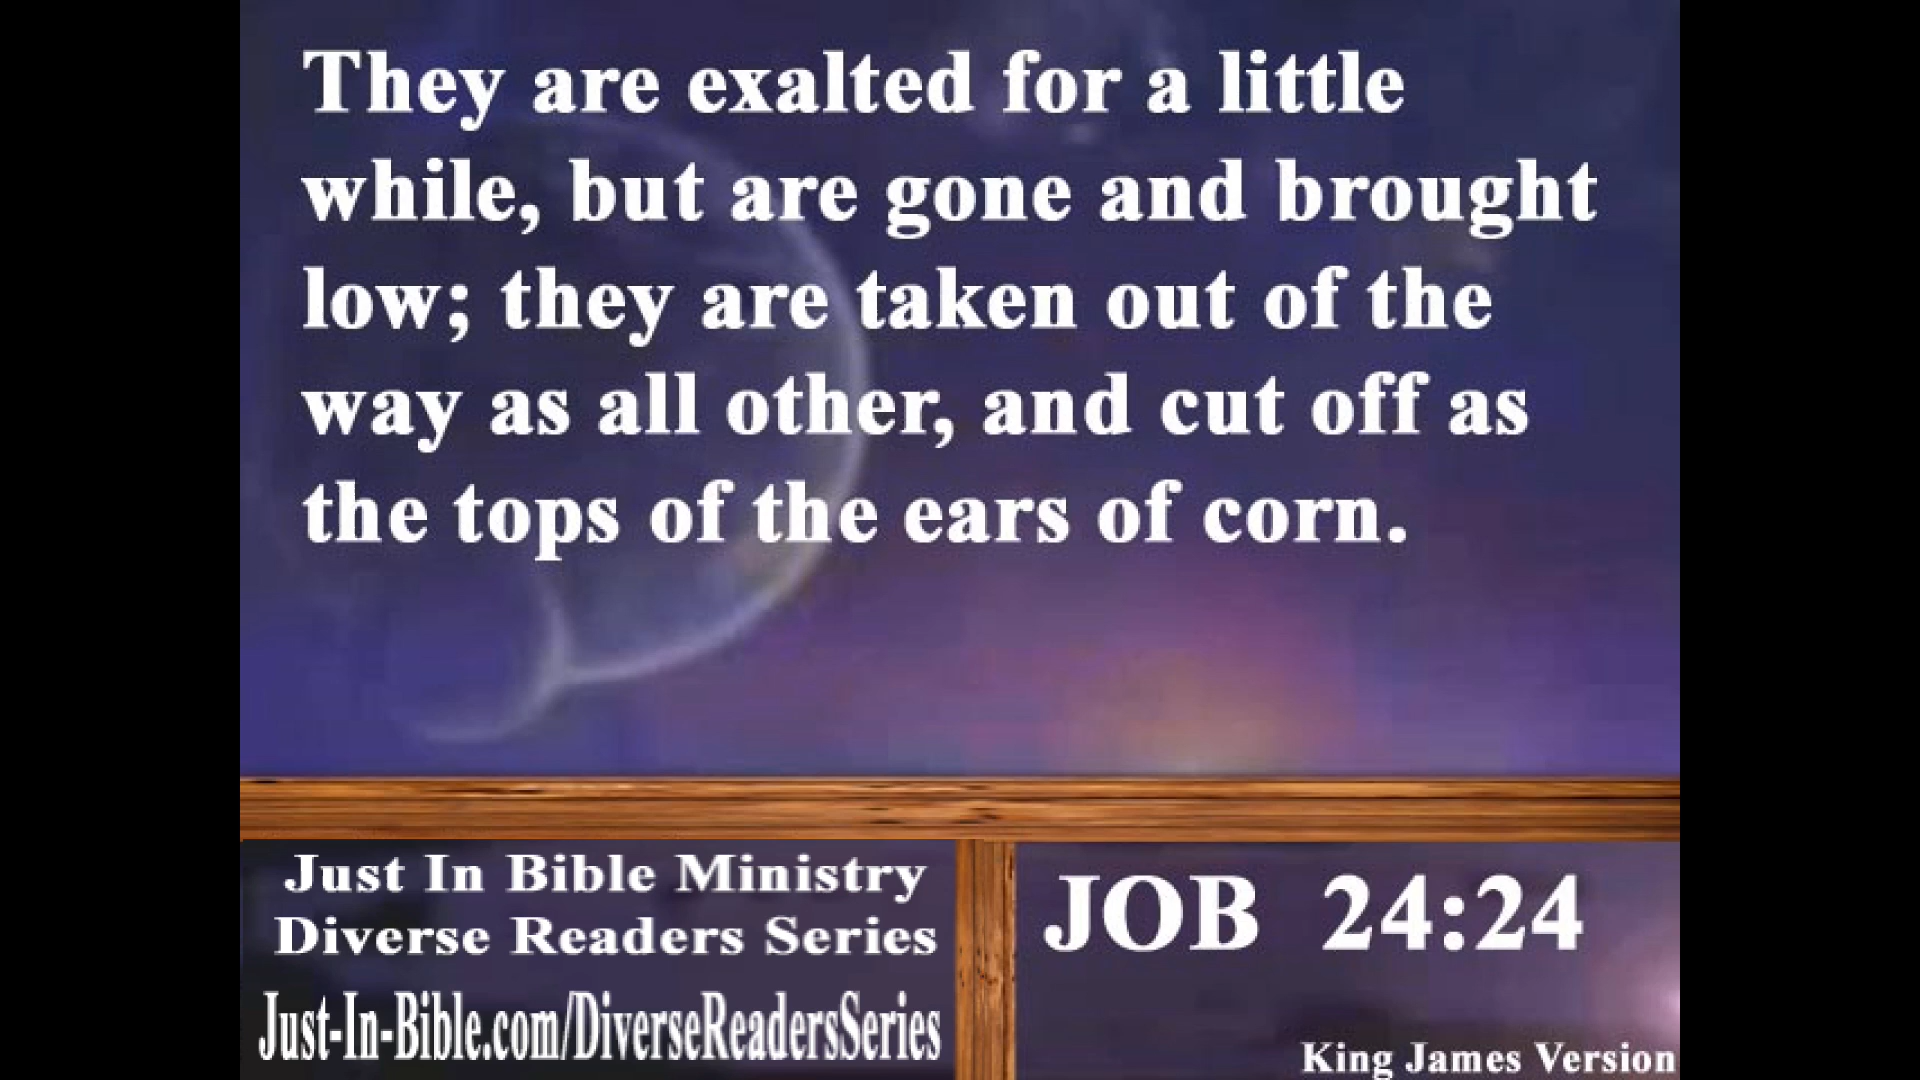 They are exalted for a little
while, but are gone and brought
low; they are taken out of the
way as all other, and cut off as
the tops of the ears of corn.
Just In Bible Ministry
Diverse Readers Series
Just-In-Bible.com/DiverseReadersSeries
JOB 24:24
King James Version